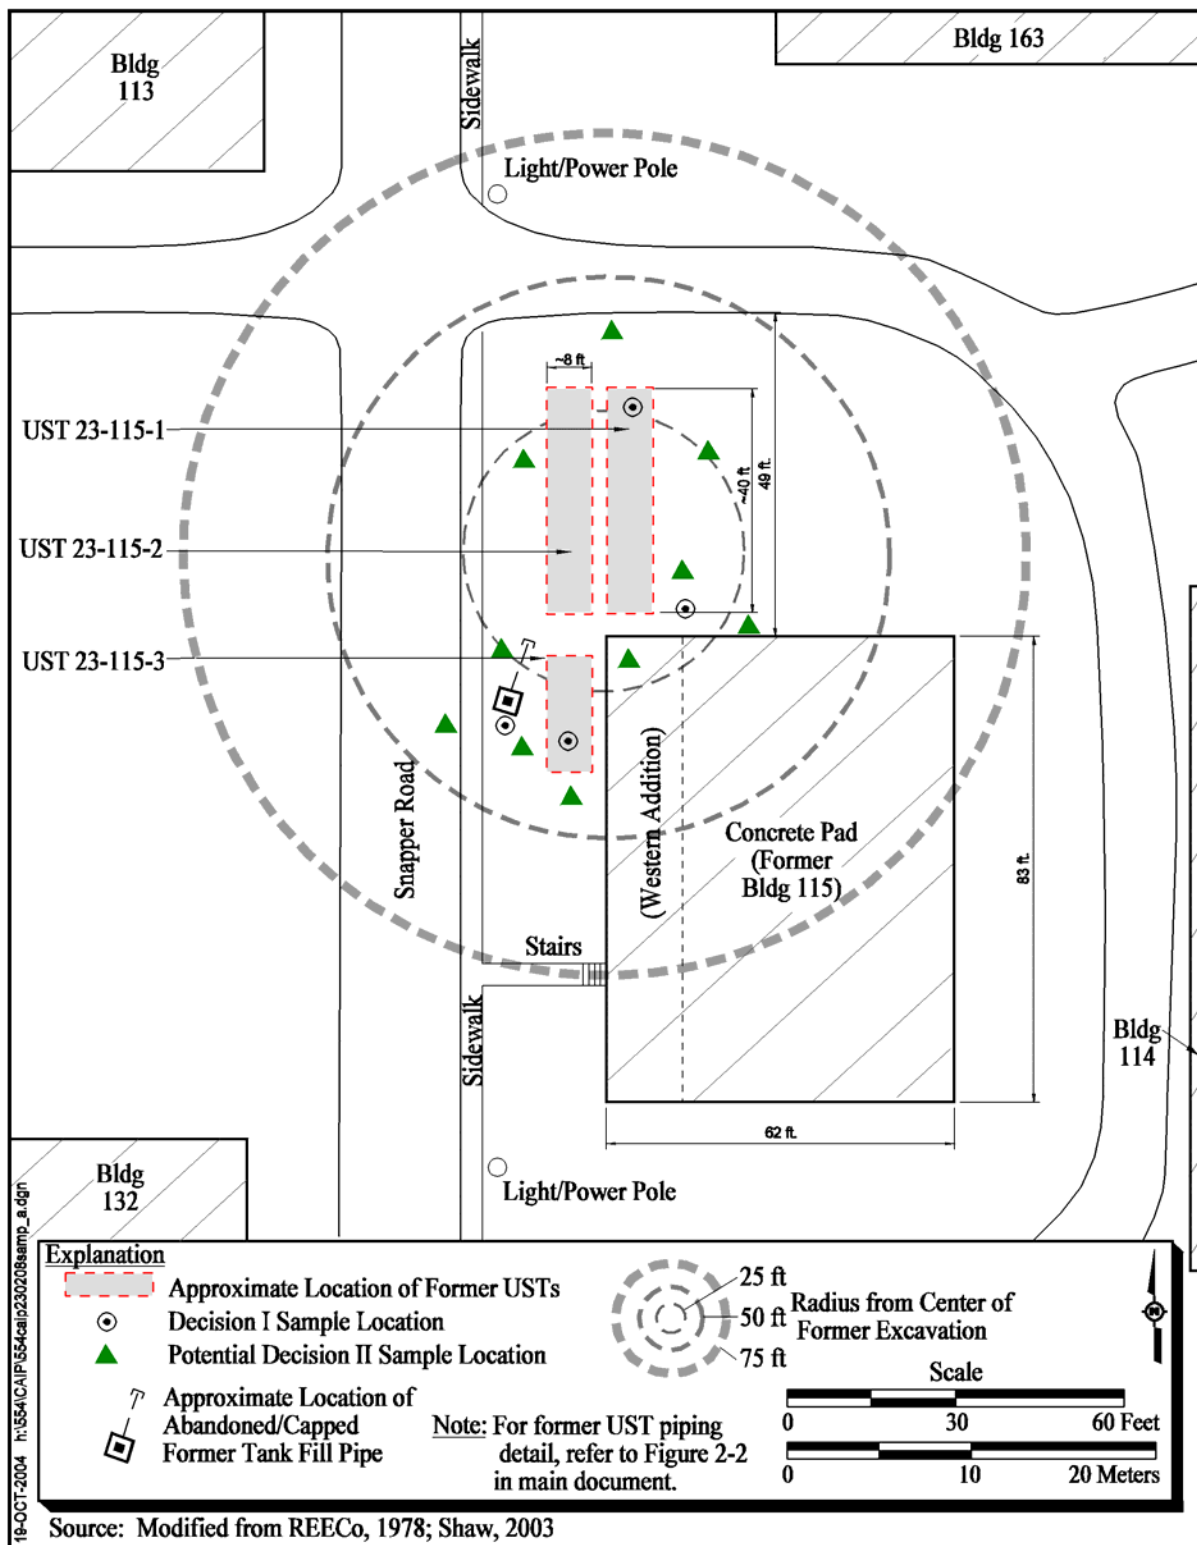 Bldg
113
Bldg 163
Sidewalk
Light/Power Pole
~8 ft
UST 23-115-1
~40 ft
49 ft.
UST 23-115-2
UST 23-115-3
Snapper Road
(Western Addition)
Concrete Pad
(Former
Bldg 115)
83 ft.
Stairs
Sidewalk
Bldg
114
62 ft.
Bldg
132
Light/Power Pole
Explanation
Approximate Location of Former USTs
Decision I Sample Location
Potential Decision II Sample Location
Approximate Location of
Abandoned/Capped
Former Tank Fill Pipe
Note: For former UST piping
detail, refer to Figure 2-2
in main document.
25 ft
50 ft
75 ft
Radius from Center of
Former Excavation
N
Scale
0 30 60 Feet
0 10 20 Meters
19-OCT-2004 h:\554\CAIP\554caip230208samp_a.dgn
Source: Modified from REECo, 1978; Shaw, 2003